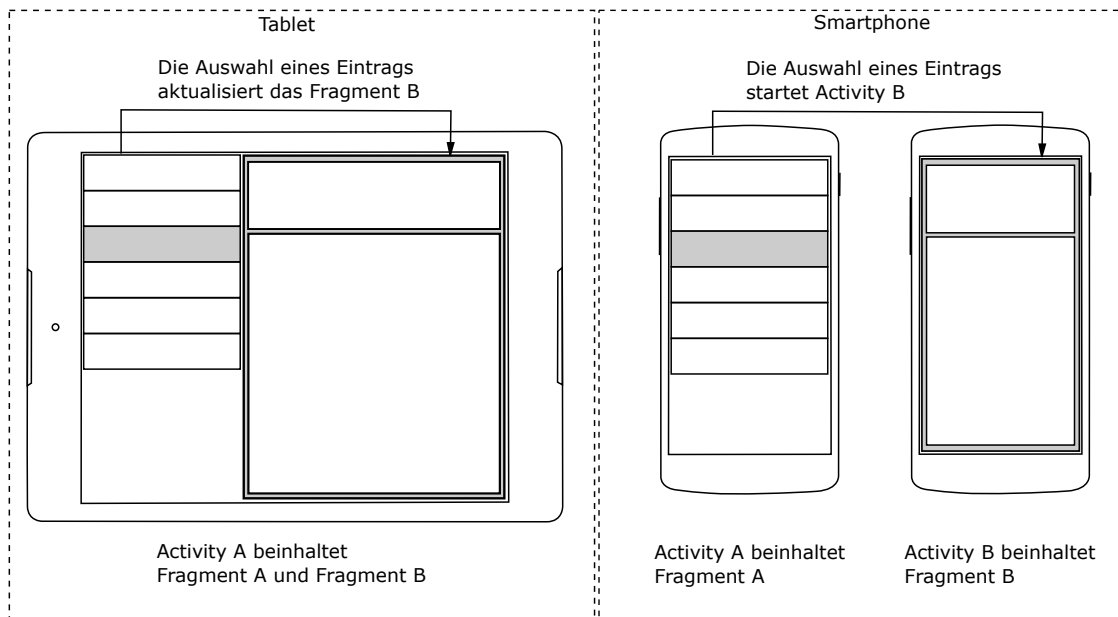 Tablet
Die Auswahl eines Eintrags
aktualisiert das Fragment B
Activity A beinhaltet
Fragment A und Fragment B
Smartphone
Die Auswahl eines Eintrags
startet Activity B
Activity A beinhaltet
Fragment A
Activity B beinhaltet
Fragment B